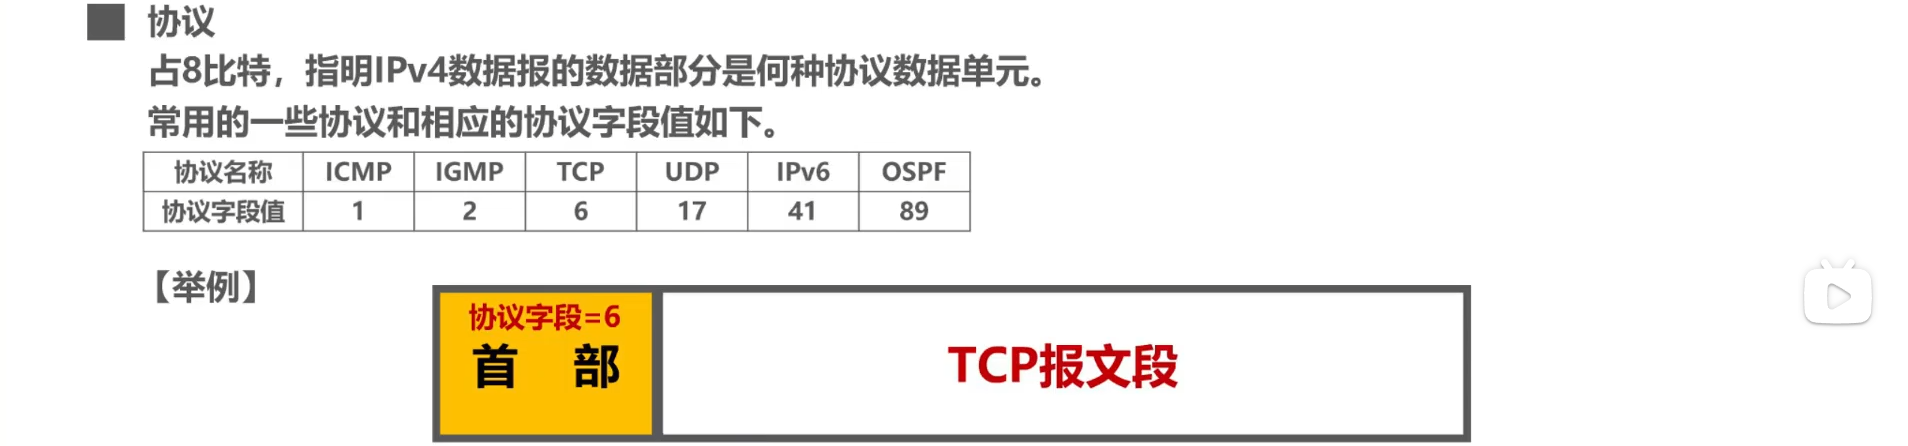 协议
占8比特，指明IPv4数据报的数据部分是何种协议数据单元。
常用的一些协议和相应的协议字段值如下。
协议名称 ICMP IGMP TCP UDP IPv6 OSPF
协议字段值 1 2 6 17 41 89
【举例】
协议字段=6
首 部
TCP报文段